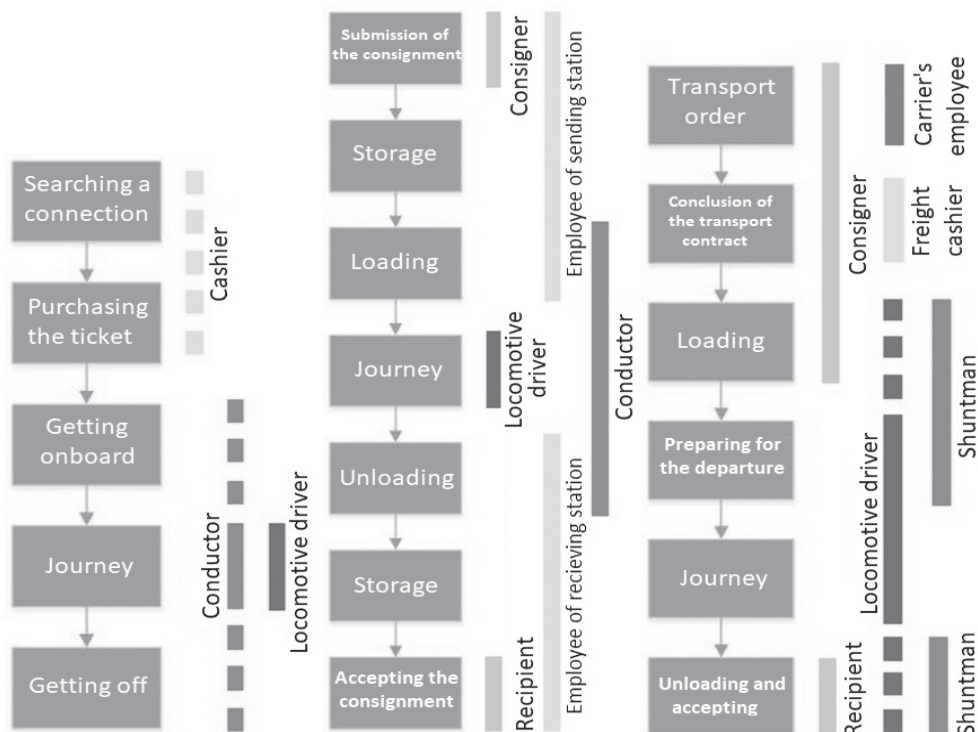 Searching a
connection
Purchasing
the ticket
Getting
onboard
Journey
Getting off
Cashier
Conductor
Locomotive driver
Submission of
the consignment
Storage
Loading
Journey
Unloading
Storage
Accepting the
consignment
Consigner
Employee of sending station
Locomotive
driver
Conductor
Employee of recieving station
Recipient
Transport
order
Conclusion of
the transport
contract
Loading
Preparing for
the departure
Journey
Unloading and
accepting
Consigner
Carrier's
employee
Freight
cashier
Shuntman
Locomotive driver
Recipient
Shuntman